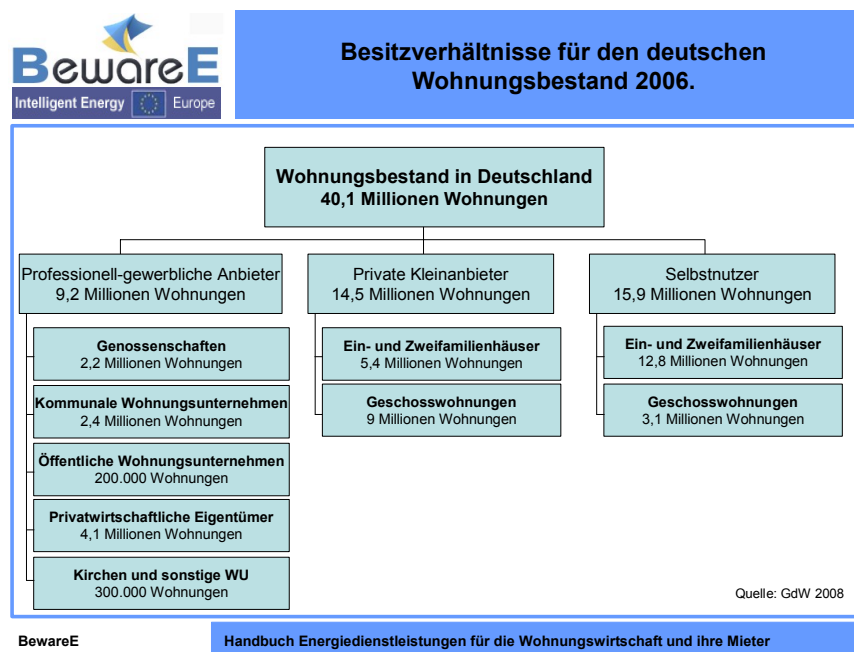 BewareE
Intelligent Energy Europe
Besitzverhältnisse für den deutschen
Wohnungsbestand 2006.
Wohnungsbestand in Deutschland
40,1 Millionen Wohnungen
Professionell-gewerbliche Anbieter
9,2 Millionen Wohnungen
Genossenschaften
2,2 Millionen Wohnungen
Kommunale Wohnungsunternehmen
2,4 Millionen Wohnungen
Öffentliche Wohnungsunternehmen
200.000 Wohnungen
Privatwirtschaftliche Eigentümer
4,1 Millionen Wohnungen
Kirchen und sonstige WU
300.000 Wohnungen
Private Kleinanbieter
14,5 Millionen Wohnungen
Ein- und Zweifamilienhäuser
5,4 Millionen Wohnungen
Geschosswohnungen
9 Millionen Wohnungen
Selbstnutzer
15,9 Millionen Wohnungen
Ein- und Zweifamilienhäuser
12,8 Millionen Wohnungen
Geschosswohnungen
3,1 Millionen Wohnungen
Quelle: GdW 2008
BewareE
Handbuch Energiedienstleistungen für die Wohnungswirtschaft und ihre Mieter